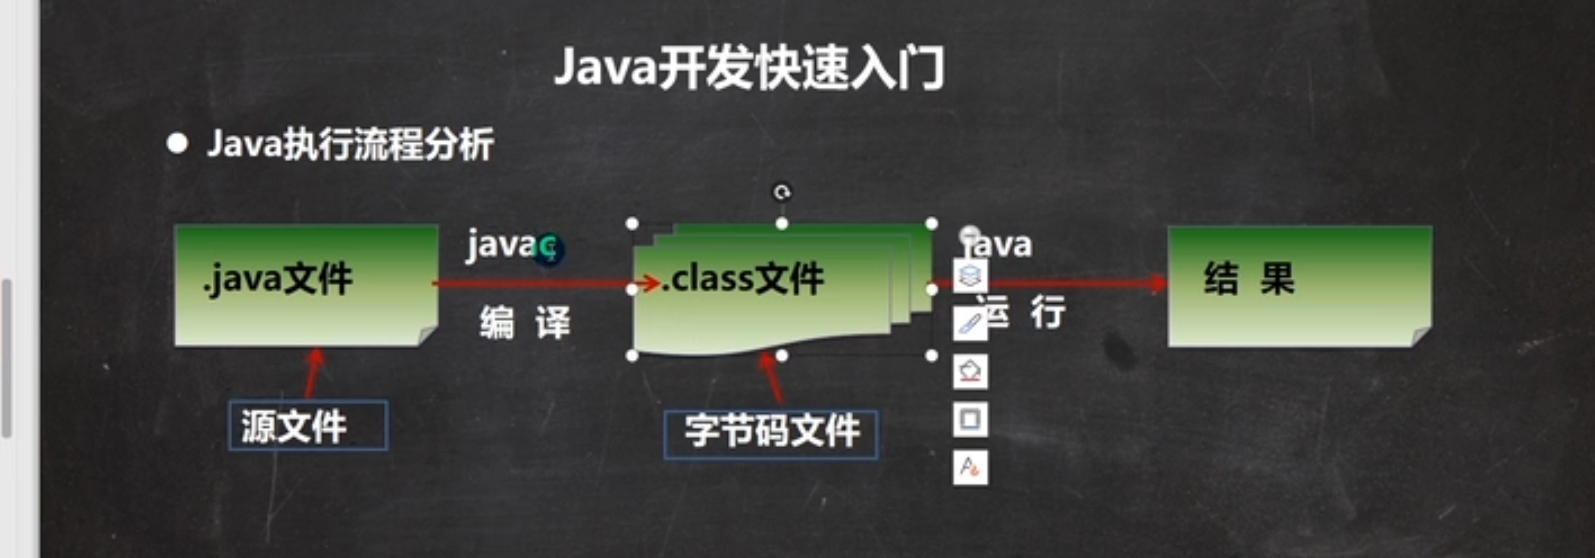 Java开发快速入门
Java执行流程分析
javac
java
.java文件
.class文件
结 果
编 译
运 行
源文件
字节码文件